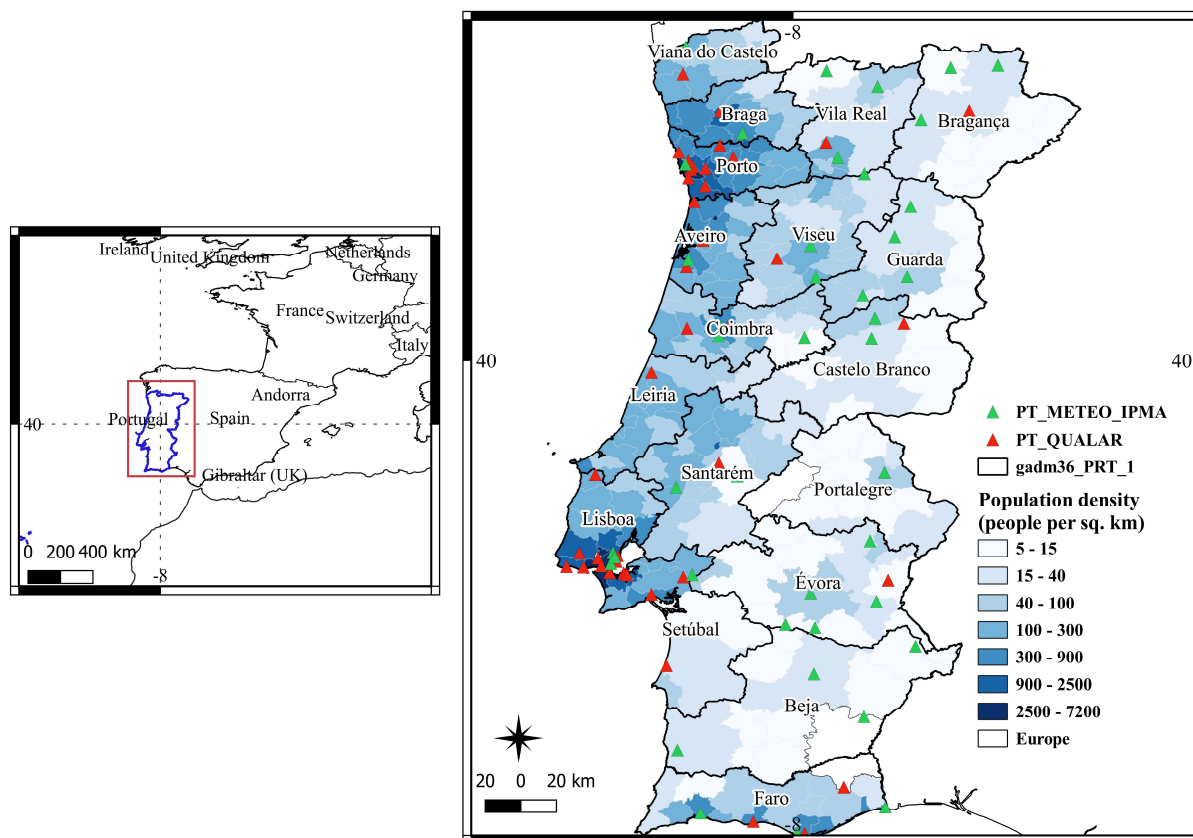 Ireland
United Kingdom
Netherlands
Germany
France
Switzerland
Italy
Andorra
Portugal
Spain
40
Gibraltar (UK)
0 200 400 km
-8
-8
Viana do Castelo
Braga
Vila Real
Bragança
Porto
Aveiro
Viseu
Guarda
Coimbra
40
40
Castelo Branco
Leiria
Santarém
Portalegre
Lisboa
Évora
Setúbal
Beja
Faro
-8
20 0 20 km
PT_METEO_IPMA
PT_QUALAR
gadm36_PRT_1
Population density
(people per sq. km)
5 - 15
15 - 40
40 - 100
100 - 300
300 - 900
900 - 2500
2500 - 7200
Europe